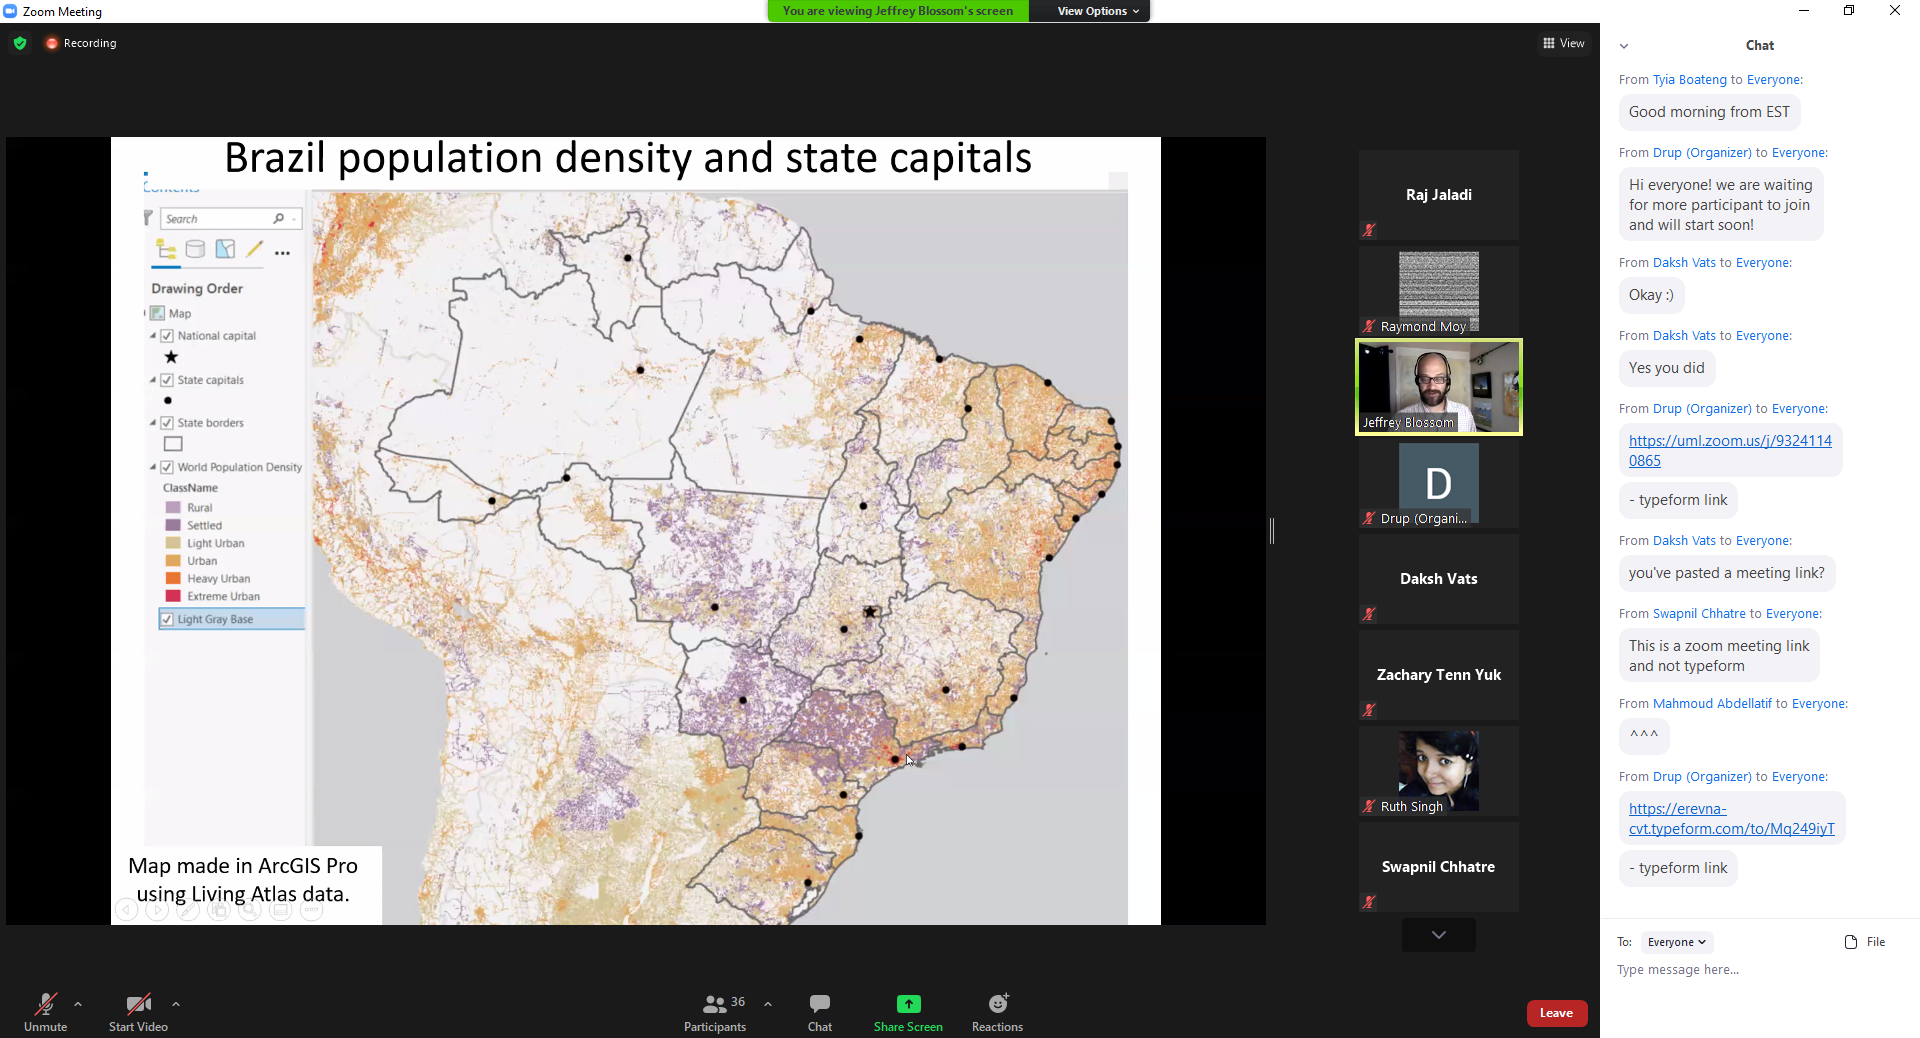 Zoom Meeting
You are viewing Jeffrey Blossom's screen
View Options
Recording
View
Brazil population density and state capitals
Contents
Search
Drawing Order
Map
National capital
State capitals
State borders
World Population Density
ClassName
Rural
Settled
Light Urban
Urban
Heavy Urban
Extreme Urban
Light Gray Base
Map made in ArcGIS Pro
using Living Atlas data.
Raj Jaladi
Raymond Moy
Jeffrey Blossom
D
Drup (Organi...
Daksh Vats
Zachary Tenn Yuk
Ruth Singh
Swapnil Chhatre
Chat
From Tyia Boateng to Everyone:
Good morning from EST
From Drup (Organizer) to Everyone:
Hi everyone! we are waiting
for more participant to join
and will start soon!
From Daksh Vats to Everyone:
Okay :)
From Daksh Vats to Everyone:
Yes you did
From Drup (Organizer) to Everyone:
https://uml.zoom.us/j/9324114
0865
- typeform link
From Daksh Vats to Everyone:
you've pasted a meeting link?
From Swapnil Chhatre to Everyone:
This is a zoom meeting link
and not typeform
From Mahmoud Abdellatif to Everyone:
^^^
From Drup (Organizer) to Everyone:
https://erevna-
cvt.typeform.com/to/Mq249iyT
- typeform link
To: Everyone
File
Type message here...
Unmute
Start Video
36
Participants
Chat
Share Screen
Reactions
Leave